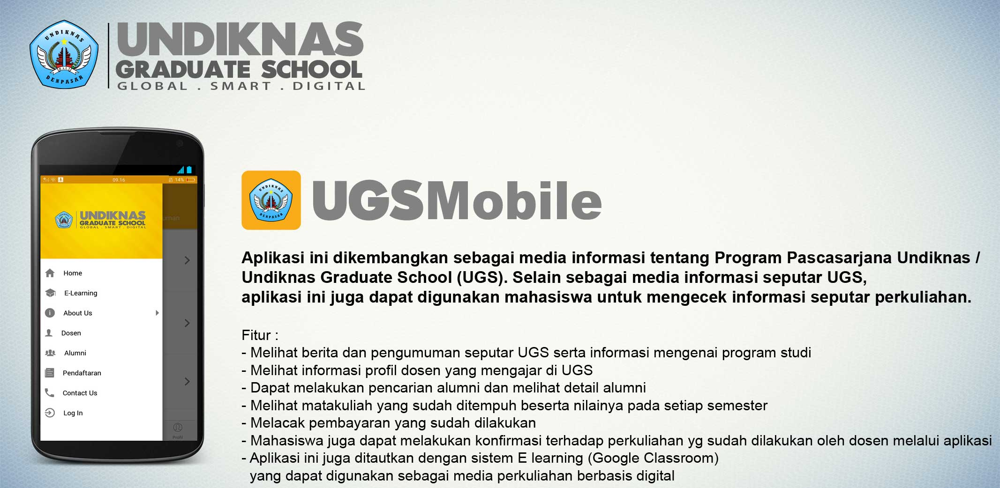 UNDIKNAS
BALI
DENPASAR
UNDIKNAS
GRADUATE SCHOOL
GLOBAL . SMART . DIGITAL
09.16
14%
UNDIKNAS
GRADUATE SCHOOL
GLOBAL . SMART . DIGITAL
uman
Home
E-Learning
About Us
Dosen
Alumni
Pendaftaran
Contact Us
Log In
Profil
UNDIKNAS
BALI
DENPASAR
UGSMobile
Aplikasi ini dikembangkan sebagai media informasi tentang Program Pascasarjana Undiknas /
Undiknas Graduate School (UGS). Selain sebagai media informasi seputar UGS,
aplikasi ini juga dapat digunakan mahasiswa untuk mengecek informasi seputar perkuliahan.
Fitur :
- Melihat berita dan pengumuman seputar UGS serta informasi mengenai program studi
- Melihat informasi profil dosen yang mengajar di UGS
- Dapat melakukan pencarian alumni dan melihat detail alumni
- Melihat matakuliah yang sudah ditempuh beserta nilainya pada setiap semester
- Melacak pembayaran yang sudah dilakukan
- Mahasiswa juga dapat melakukan konfirmasi terhadap perkuliahan yg sudah dilakukan oleh dosen melalui aplikasi
- Aplikasi ini juga ditautkan dengan sistem E learning (Google Classroom)
yang dapat digunakan sebagai media perkuliahan berbasis digital